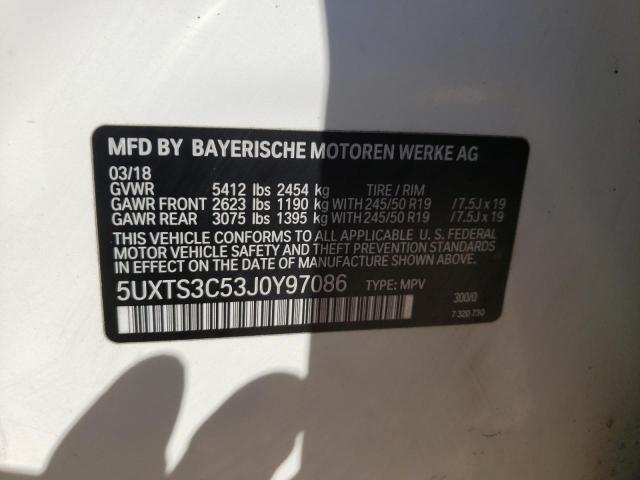 MFD BY BAYERISCHE MOTOREN WERKE AG
03/18
GVWR 5412 lbs 2454 kg TIRE / RIM
GAWR FRONT 2623 lbs 1190 kg WITH 245/50 R19 /7.5J x 19
GAWR REAR 3075 lbs 1395 kg WITH 245/50 R19 /7.5J x 19
THIS VEHICLE CONFORMS TO ALL APPLICABLE U. S. FEDERAL
MOTOR VEHICLE SAFETY AND THEFT PREVENTION STANDARDS
IN EFFECT ON THE DATE OF MANUFACTURE SHOWN ABOVE.
5UXTS3C53J0Y97086 TYPE: MPV
300/0
7 320 730